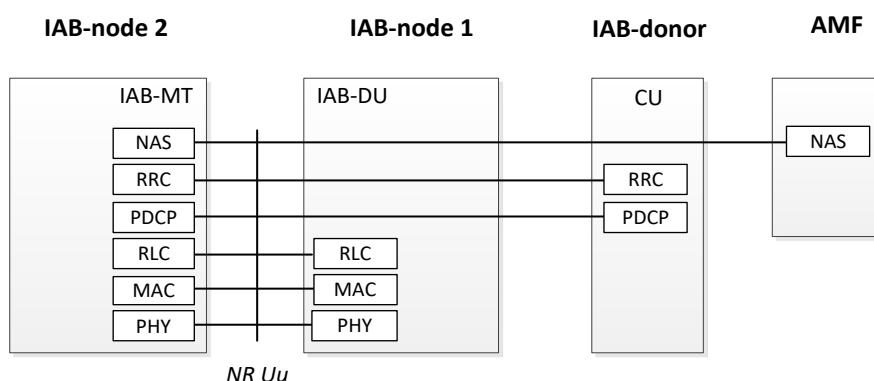 IAB-node 2 IAB-node 1 IAB-donor AMF
IAB-MT IAB-DU CU
NAS NAS
RRC RRC
PDCP PDCP
RLC RLC
MAC MAC
PHY PHY
NR Uu